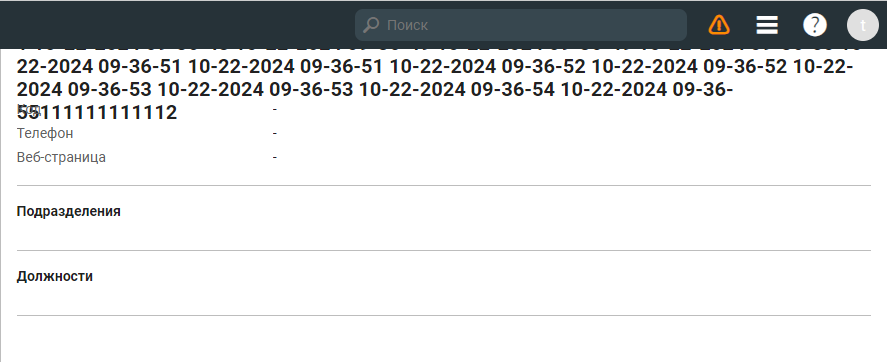 Поиск
?
t
22-2024 09-36-51 10-22-2024 09-36-51 10-22-2024 09-36-52 10-22-2024 09-36-52 10-22-
2024 09-36-53 10-22-2024 09-36-53 10-22-2024 09-36-54 10-22-2024 09-36-
55111111111112
Телефон -
Веб-страница -
Подразделения
Должности